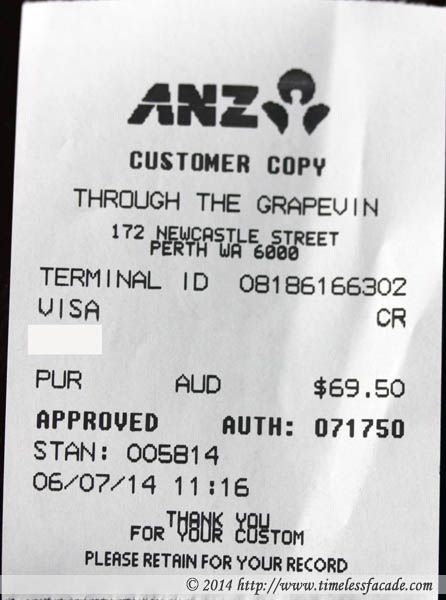 ANZ
CUSTOMER COPY
THROUGH THE GRAPEVIN
172 NEWCASTLE STREET
PERTH WA 6000
TERMINAL ID 08186166302
VISA CR
PUR AUD $69.50
APPROVED AUTH: 071750
STAN: 005814
06/07/14 11:16
THANK YOU
FOR YOUR CUSTOM
PLEASE RETAIN FOR YOUR RECORD
© 2014 http://www.timelessfacade.com